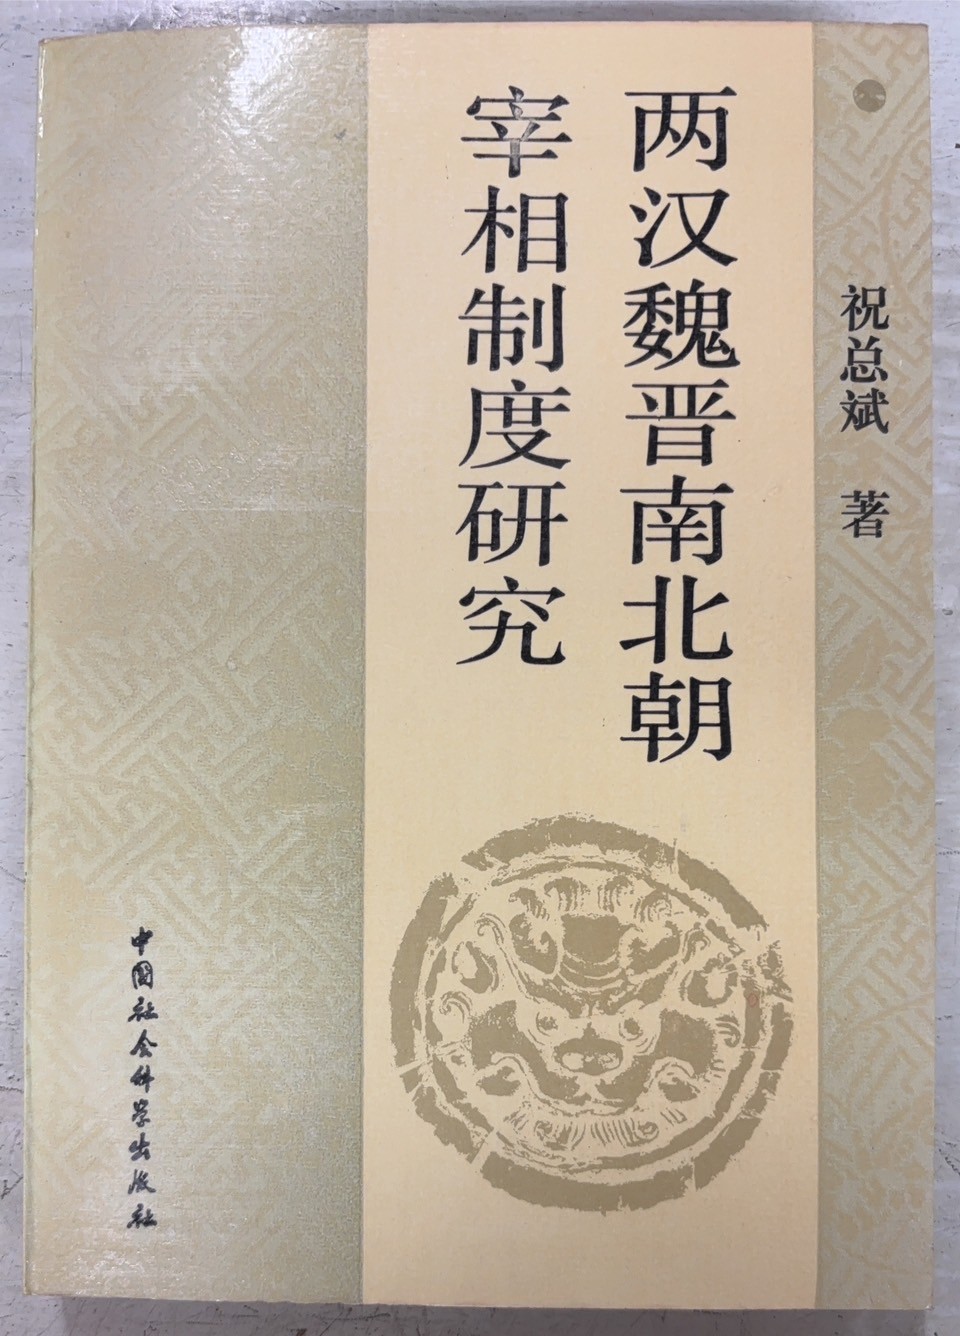 祝总斌 著
两汉魏晋南北朝
宰相制度研究
中国社会科学出版社